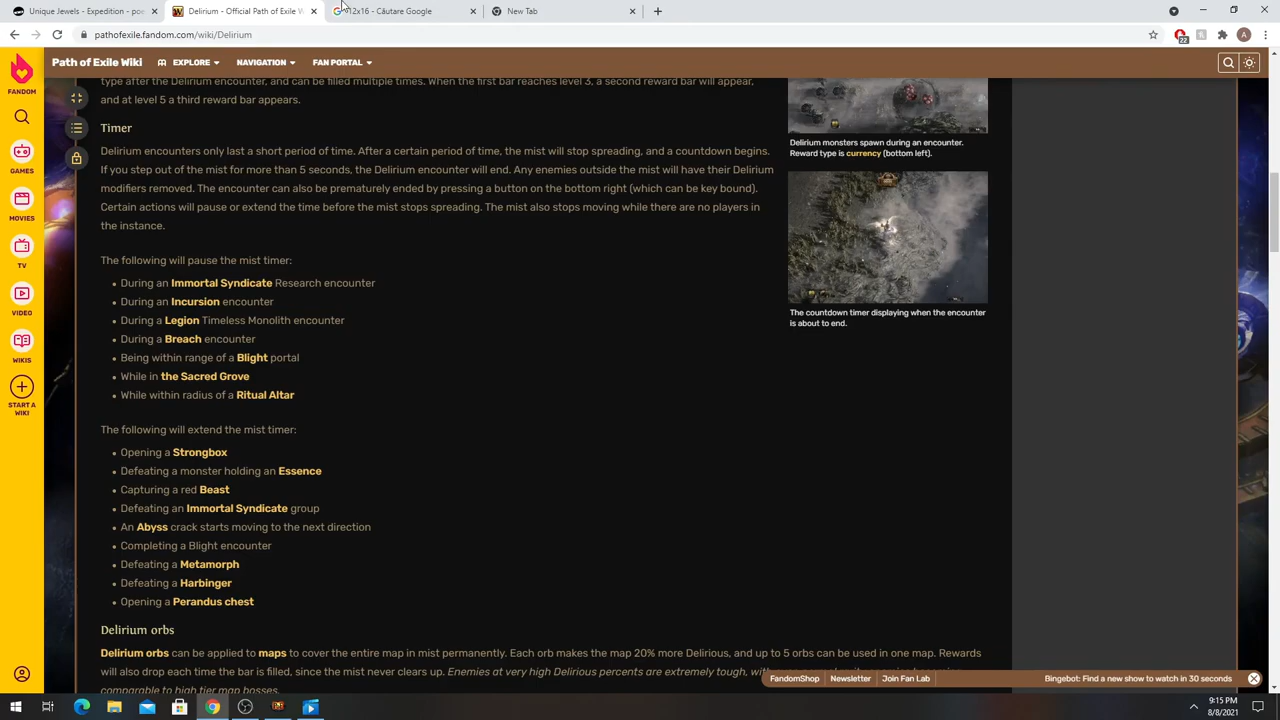 Unique Jewels - Expedition - poe
Delirium - Official Path of Exile W
12x16 - Căutare Google
New Tab
pathofexile.fandom.com/wiki/Delirium
22
A
FANDOM
GAMES
MOVIES
TV
VIDEO
WIKIS
START A
WIKI
Path of Exile Wiki
EXPLORE
NAVIGATION
FAN PORTAL
type after the Delirium encounter, and can be filled multiple times. When the first bar reaches level 3, a second reward bar will appear,
and at level 5 a third reward bar appears.
Timer
Delirium encounters only last a short period of time. After a certain period of time, the mist will stop spreading, and a countdown begins.
If you step out of the mist for more than 5 seconds, the Delirium encounter will end. Any enemies outside the mist will have their Delirium
modifiers removed. The encounter can also be prematurely ended by pressing a button on the bottom right (which can be key bound).
Certain actions will pause or extend the time before the mist stops spreading. The mist also stops moving while there are no players in
the instance.
The following will pause the mist timer:
During an Immortal Syndicate Research encounter
During an Incursion encounter
During a Legion Timeless Monolith encounter
During a Breach encounter
Being within range of a Blight portal
While in the Sacred Grove
While within radius of a Ritual Altar
The following will extend the mist timer:
Opening a Strongbox
Defeating a monster holding an Essence
Capturing a red Beast
Defeating an Immortal Syndicate group
An Abyss crack starts moving to the next direction
Completing a Blight encounter
Defeating a Metamorph
Defeating a Harbinger
Opening a Perandus chest
Delirium orbs
Delirium orbs can be applied to maps to cover the entire map in mist permanently. Each orb makes the map 20% more Delirious, and up to 5 orbs can be used in one map. Rewards
will also drop each time the bar is filled, since the mist never clears up. Enemies at very high Delirious percents are extremely tough, with
comparable to high tier map bosses.
Delirium monsters spawn during an encounter.
Reward type is currency (bottom left).
The countdown timer displaying when the encounter
is about to end.
FandomShop
Newsletter
Join Fan Lab
Bingebot: Find a new show to watch in 30 seconds
9:15 PM
8/8/2021